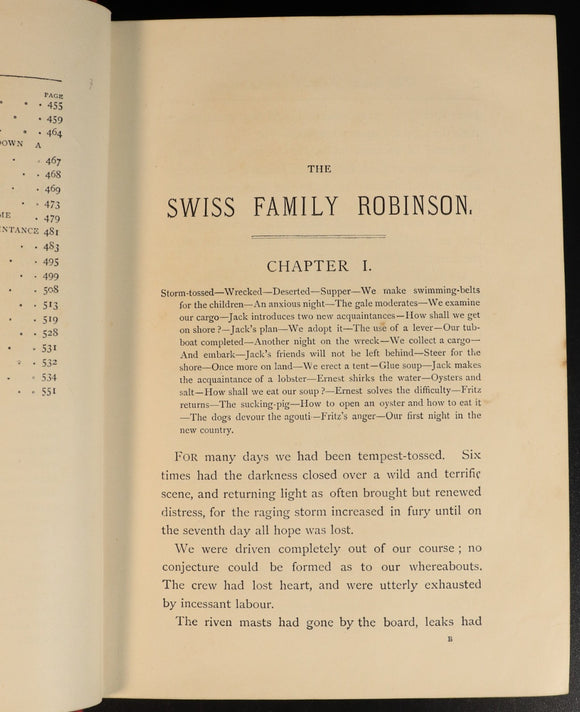 PAGE
455
459
464
DOWN A
467
468
469
473
ME
479
NTANCE 481
483
495
499
508
513
519
528
531
532
534
551
THE
SWISS FAMILY ROBINSON.
CHAPTER I.
Storm-tossed—Wrecked—Deserted—Supper—We make swimming-belts
for the children—An anxious night—The gale moderates—We examine
our cargo—Jack introduces two new acquaintances—How shall we get
on shore?—Jack's plan—We adopt it—The use of a lever—Our tub-
boat completed—Another night on the wreck—We collect a cargo—
And embark—Jack's friends will not be left behind—Steer for the
shore—Once more on land—We erect a tent—Glue soup—Jack makes
the acquaintance of a lobster—Ernest shirks the water—Oysters and
salt—How shall we eat our soup?—Ernest solves the difficulty—Fritz
returns—The sucking-pig—How to open an oyster and how to eat it
—The dogs devour the agouti—Fritz's anger—Our first night in the
new country.
FOR many days we had been tempest-tossed. Six
times had the darkness closed over a wild and terrific
scene, and returning light as often brought but renewed
distress, for the raging storm increased in fury until on
the seventh day all hope was lost.
We were driven completely out of our course; no
conjecture could be formed as to our whereabouts.
The crew had lost heart, and were utterly exhausted
by incessant labour.
The riven masts had gone by the board, leaks had
B